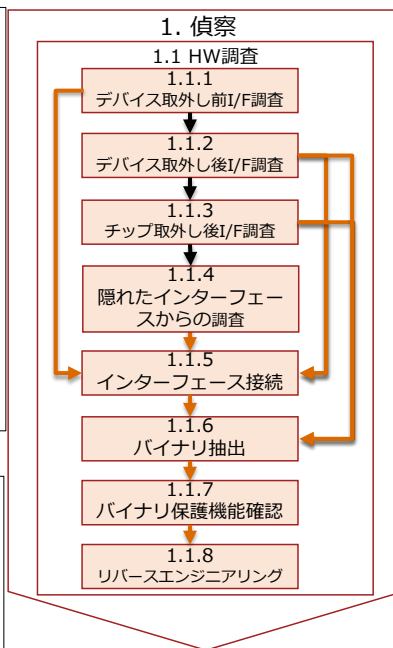 1. 偵察
1.1 HW調査
1.1.1
デバイス取外し前I/F調査
1.1.2
デバイス取外し後I/F調査
1.1.3
チップ取外し後I/F調査
1.1.4
隠れたインターフェー
スからの調査
1.1.5
インターフェース接続
1.1.6
バイナリ抽出
1.1.7
バイナリ保護機能確認
1.1.8
リバースエンジニアリング